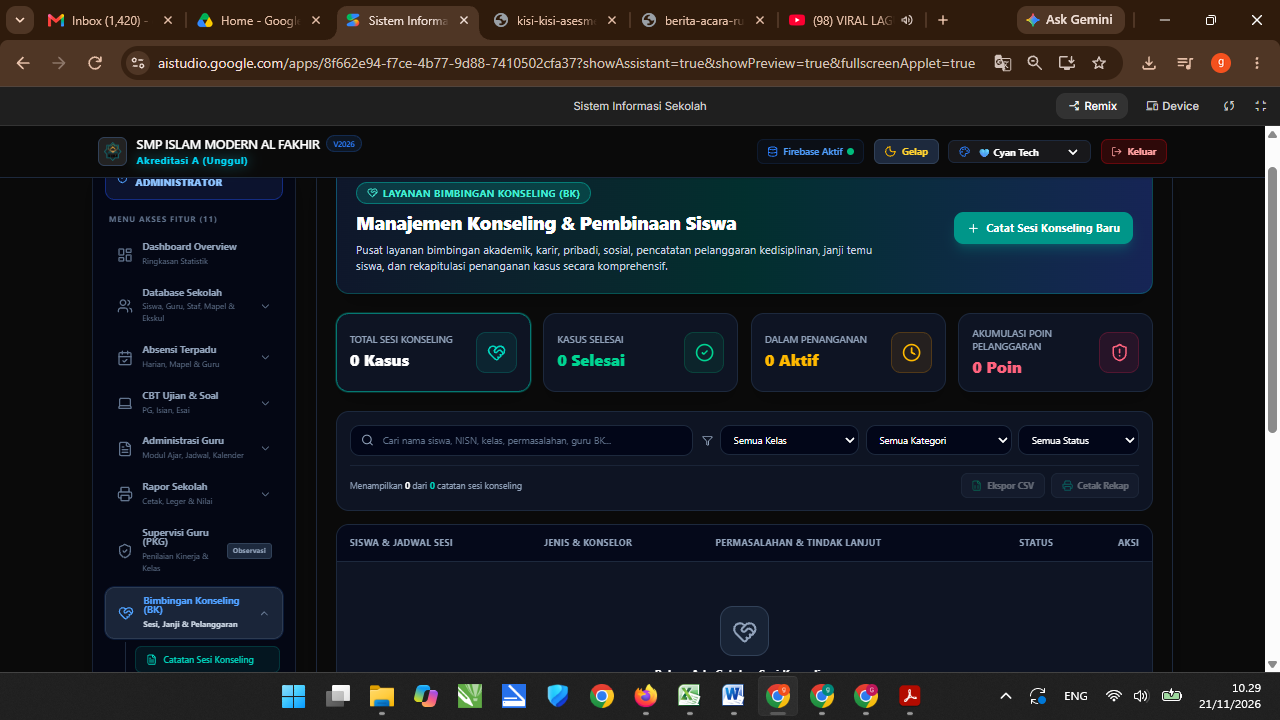 Inbox (1,420) -
Home - Google
Sistem Informa
kisi-kisi-asesme
berita-acara-ru
(98) VIRAL LAG
Ask Gemini
aistudio.google.com/apps/8f662e94-f7ce-4b77-9d88-7410502cfa37?showAssistant=true&showPreview=true&fullscreenApplet=true
g
Sistem Informasi Sekolah
Remix
Device
SMP ISLAM MODERN AL FAKHIR
V2026
Akreditasi A (Unggul)
Firebase Aktif
Gelap
Cyan Tech
Keluar
ADMINISTRATOR
MENU AKSES FITUR (11)
Dashboard Overview
Ringkasan Statistik
Database Sekolah
Siswa, Guru, Staf, Mapel &
Ekskul
Absensi Terpadu
Harian, Mapel & Guru
CBT Ujian & Soal
PG, Isian, Esai
Administrasi Guru
Modul Ajar, Jadwal, Kalender
Rapor Sekolah
Cetak, Leger & Nilai
Supervisi Guru
(PKG)
Penilaian Kinerja &
Kelas
Observasi
Bimbingan Konseling
(BK)
Sesi, Janji & Pelanggaran
Catatan Sesi Konseling
LAYANAN BIMBINGAN KONSELING (BK)
Manajemen Konseling & Pembinaan Siswa
Pusat layanan bimbingan akademik, karir, pribadi, sosial, pencatatan pelanggaran kedisiplinan, janji temu
siswa, dan rekapitulasi penanganan kasus secara komprehensif.
+ Catat Sesi Konseling Baru
TOTAL SESI KONSELING
0 Kasus
KASUS SELESAI
0 Selesai
DALAM PENANGANAN
0 Aktif
AKUMULASI POIN
PELANGGARAN
0 Poin
Cari nama siswa, NISN, kelas, permasalahan, guru BK...
Semua Kelas
Semua Kategori
Semua Status
Menampilkan 0 dari 0 catatan sesi konseling
Ekspor CSV
Cetak Rekap
SISWA & JADWAL SESI
JENIS & KONSELOR
PERMASALAHAN & TINDAK LANJUT
STATUS
AKSI
ENG
10.29
21/11/2026